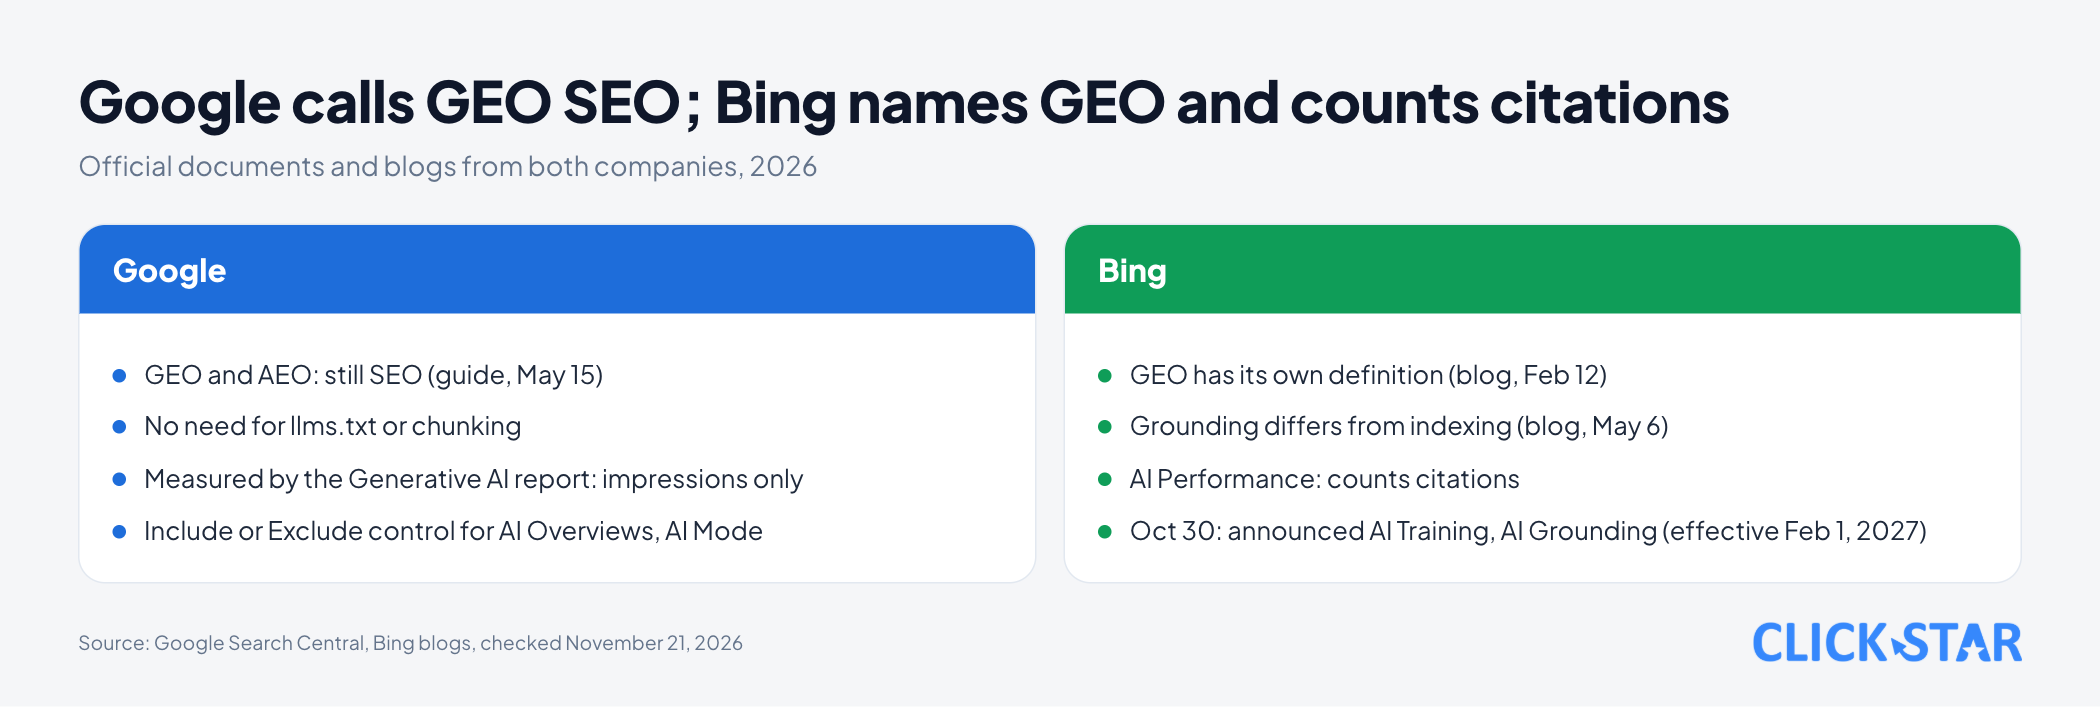 Google calls GEO SEO; Bing names GEO and counts citations
Official documents and blogs from both companies, 2026
Google
GEO and AEO: still SEO (guide, May 15)
No need for llms.txt or chunking
Measured by the Generative AI report: impressions only
Include or Exclude control for AI Overviews, AI Mode
Bing
GEO has its own definition (blog, Feb 12)
Grounding differs from indexing (blog, May 6)
AI Performance: counts citations
Oct 30: announced AI Training, AI Grounding (effective Feb 1, 2027)
Source: Google Search Central, Bing blogs, checked November 21, 2026
CLICK STAR